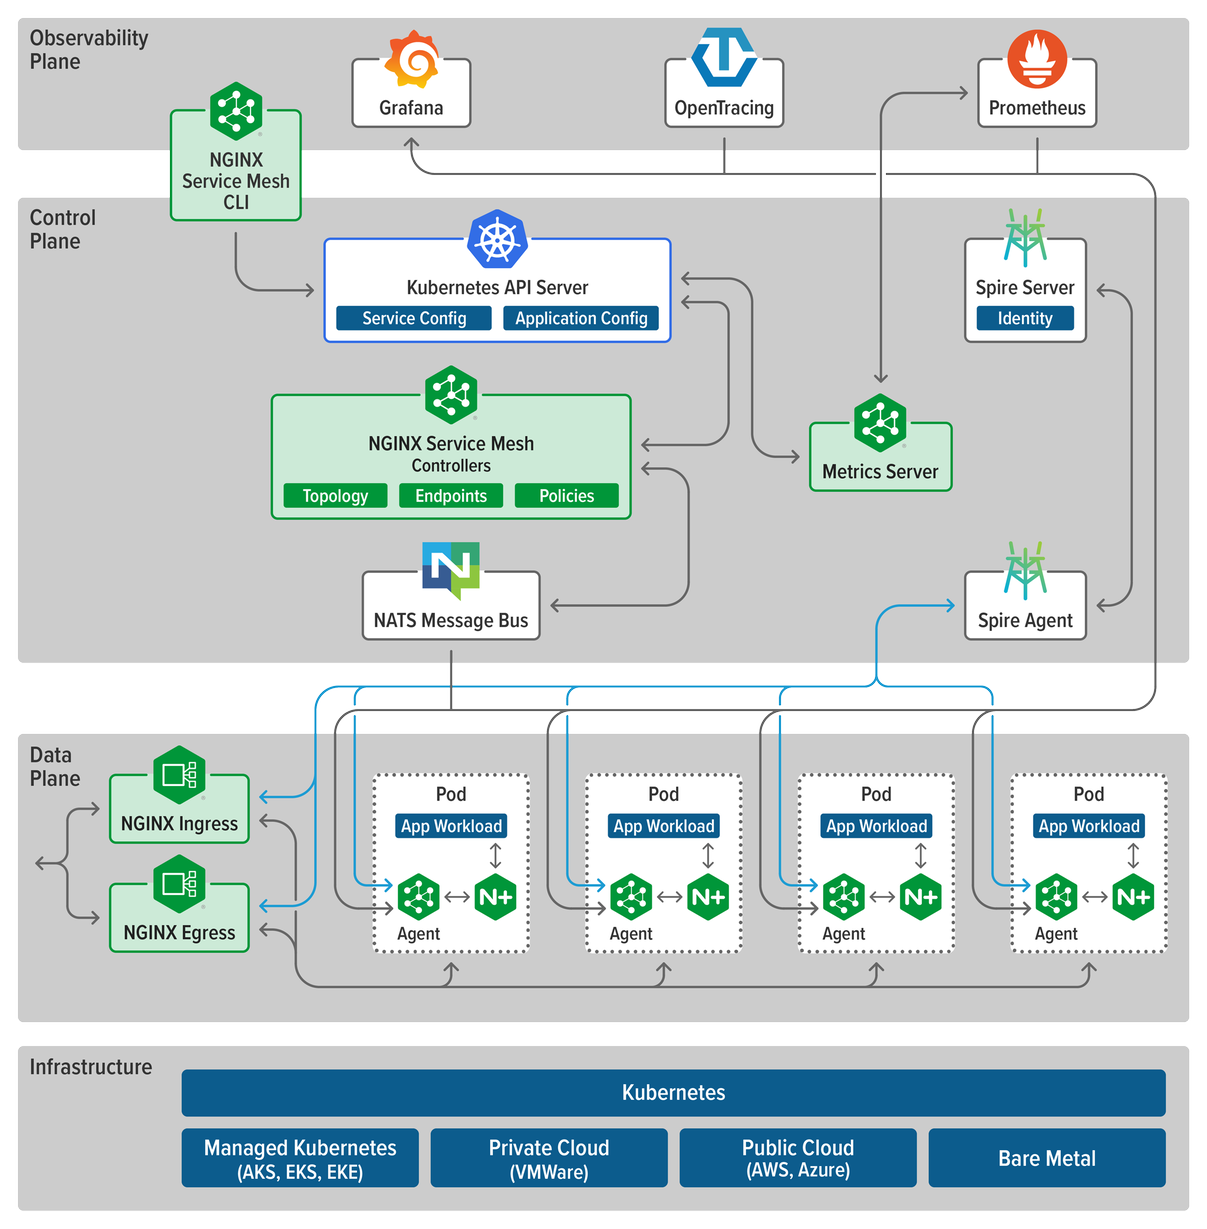 Observability
Plane
Grafana
OpenTracing
Prometheus
NGINX
Service Mesh
CLI
Control
Plane
Kubernetes API Server
Service Config
Application Config
Spire Server
Identity
NGINX Service Mesh
Controllers
Topology
Endpoints
Policies
Metrics Server
NATS Message Bus
Spire Agent
Data
Plane
NGINX Ingress
NGINX Egress
Pod
App Workload
N+
Agent
Pod
App Workload
N+
Agent
Pod
App Workload
N+
Agent
Pod
App Workload
N+
Agent
Infrastructure
Kubernetes
Managed Kubernetes
(AKS, EKS, EKE)
Private Cloud
(VMWare)
Public Cloud
(AWS, Azure)
Bare Metal